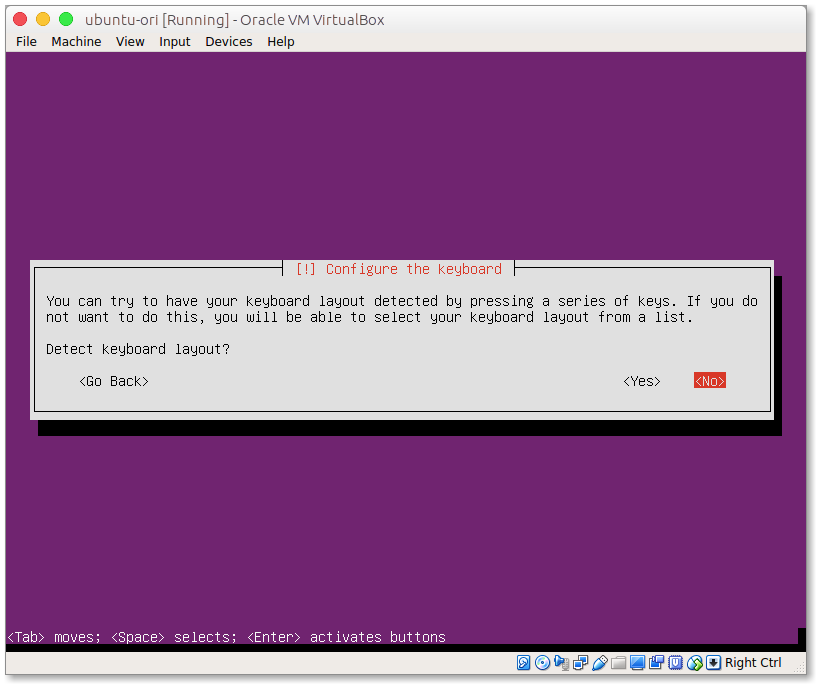 ubuntu-ori [Running] - Oracle VM VirtualBox
File Machine View Input Devices Help
[!] Configure the keyboard
You can try to have your keyboard layout detected by pressing a series of keys. If you do
not want to do this, you will be able to select your keyboard layout from a list.
Detect keyboard layout?
<Go Back> <Yes> <No>
<Tab> moves; <Space> selects; <Enter> activates buttons
Right Ctrl